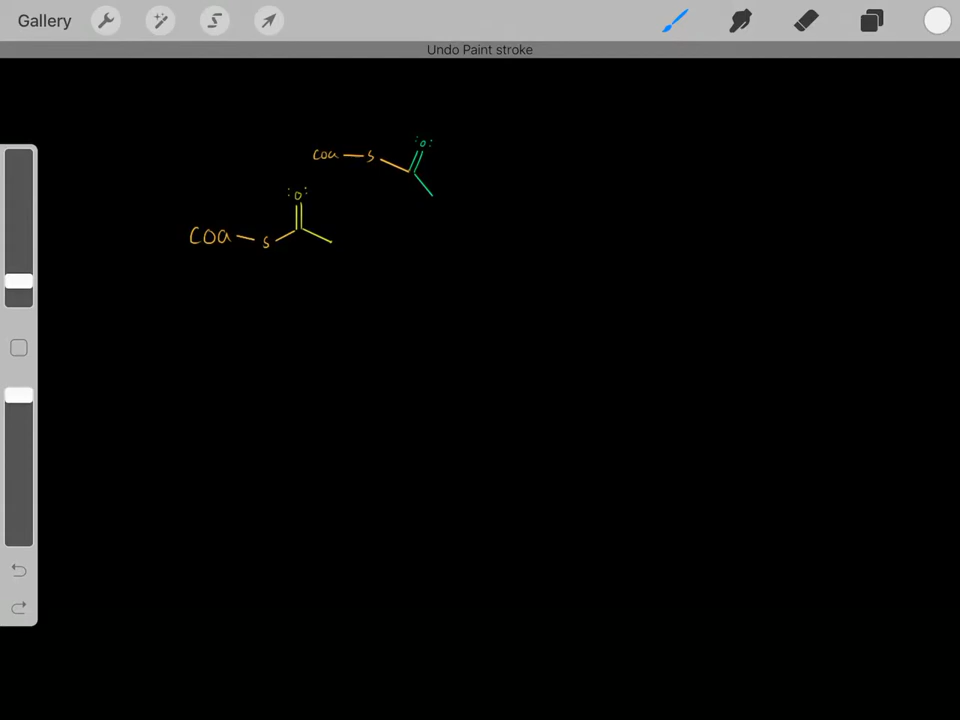 Gallery
Undo Paint stroke
:O:
coa — s
:O:
COA — s